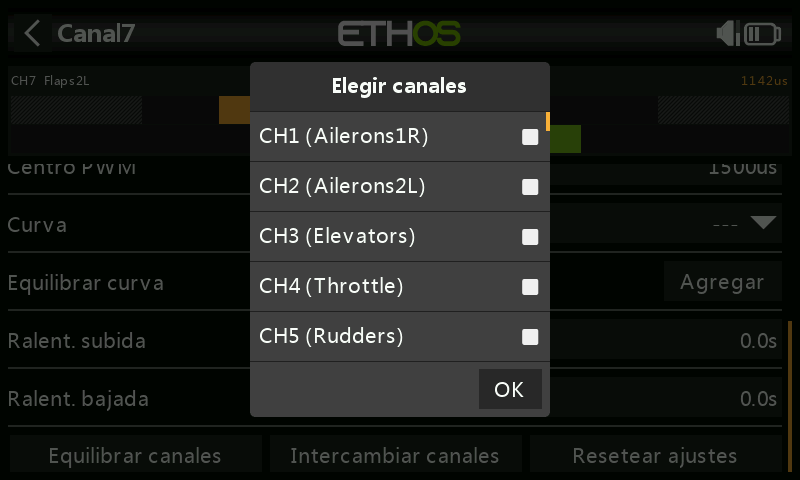 Canal7
ETHOS
CH7 Flaps2L
1142us
Elegir canales
CH1 (Ailerons1R)
CH2 (Ailerons2L)
CH3 (Elevators)
CH4 (Throttle)
CH5 (Rudders)
OK
Centro PWM
1500us
Curva
---
Equilibrar curva
Agregar
Ralent. subida
0.0s
Ralent. bajada
0.0s
Equilibrar canales
Intercambiar canales
Resetear ajustes